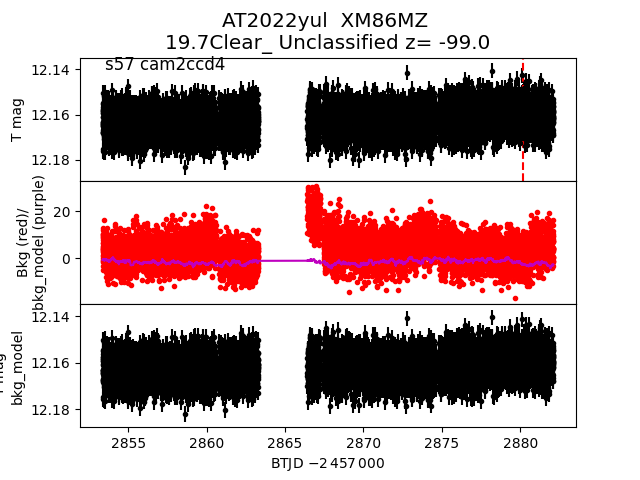 AT2022yul  XM86MZ
19.7Clear_ Unclassified z= -99.0
s57 cam2ccd4
12.14
12.16
12.18
T mag
20
0
Bkg (red)/
bkg_model (purple)
12.14
12.16
12.18
bkg_model
2855
2860
2865
2870
2875
2880
BTJD −2 457 000